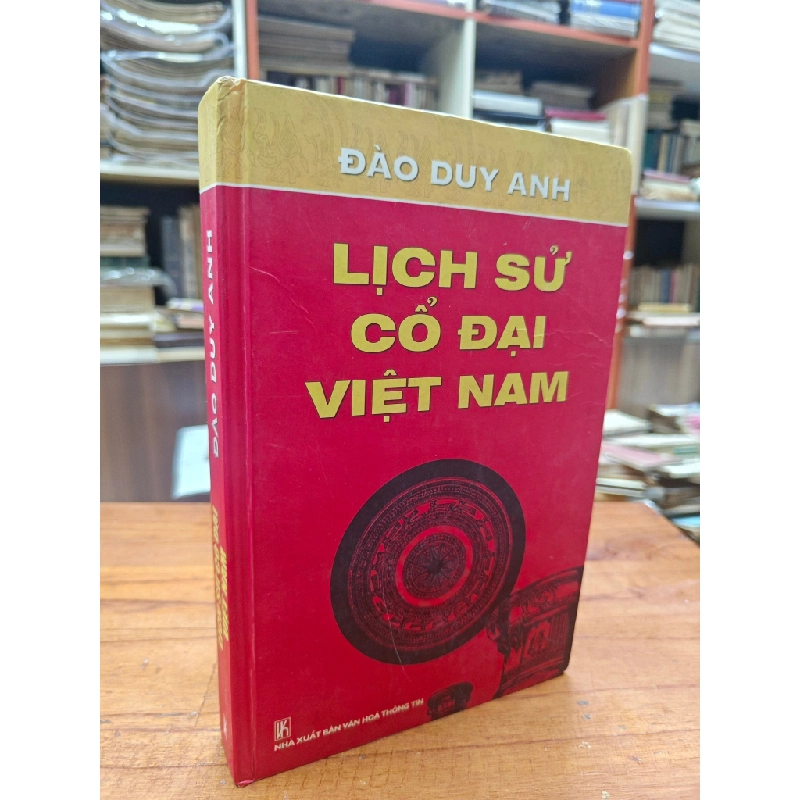 ĐÀO DUY ANH
LỊCH SỬ
CỔ ĐẠI
VIỆT NAM
NHÀ XUẤT BẢN VĂN HOÁ THÔNG TIN
ĐÀO DUY ANH